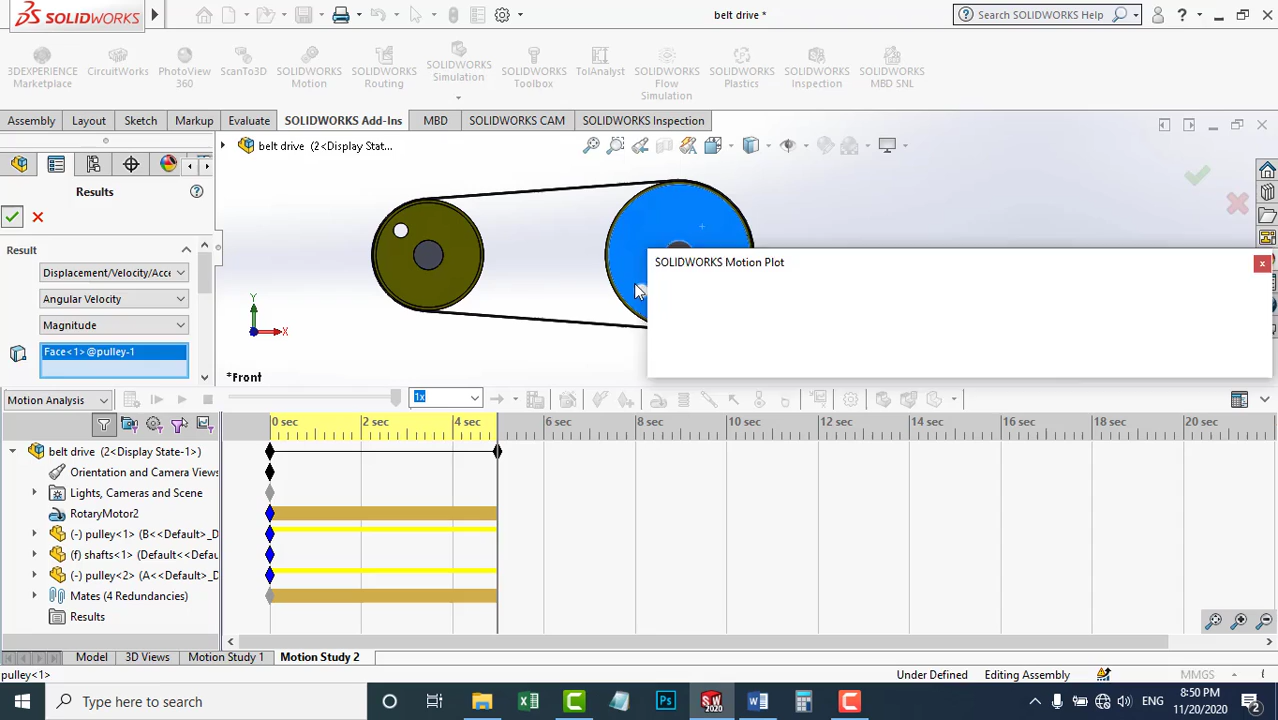 SOLIDWORKS
belt drive *
Search SOLIDWORKS Help
3DEXPERIENCE Marketplace
CircuitWorks
PhotoView 360
ScanTo3D
SOLIDWORKS Motion
SOLIDWORKS Routing
SOLIDWORKS Simulation
SOLIDWORKS Toolbox
TolAnalyst
SOLIDWORKS Flow Simulation
SOLIDWORKS Plastics
SOLIDWORKS Inspection
SOLIDWORKS MBD SNL
Assembly Layout Sketch Markup Evaluate SOLIDWORKS Add-Ins MBD SOLIDWORKS CAM SOLIDWORKS Inspection
belt drive (2<Display Stat...
Results
Result
Displacement/Velocity/Acce
Angular Velocity
Magnitude
Face<1>@pulley-1
SOLIDWORKS Motion Plot
Y
X
*Front
Motion Analysis
1x
0 sec 2 sec 4 sec 6 sec 8 sec 10 sec 12 sec 14 sec 16 sec 18 sec 20 sec
belt drive (2<Display State-1>)
Orientation and Camera Views
Lights, Cameras and Scene
RotaryMotor2
(-) pulley<1> (B<<Default>_D
(f) shafts<1> (Default<<Defau
(-) pulley<2> (A<<Default>_D
Mates (4 Redundancies)
Results
Model 3D Views Motion Study 1 Motion Study 2
pulley<1>
Under Defined Editing Assembly MMGS
Type here to search
Ps
SW 2020
ENG
8:50 PM
11/20/2020
2